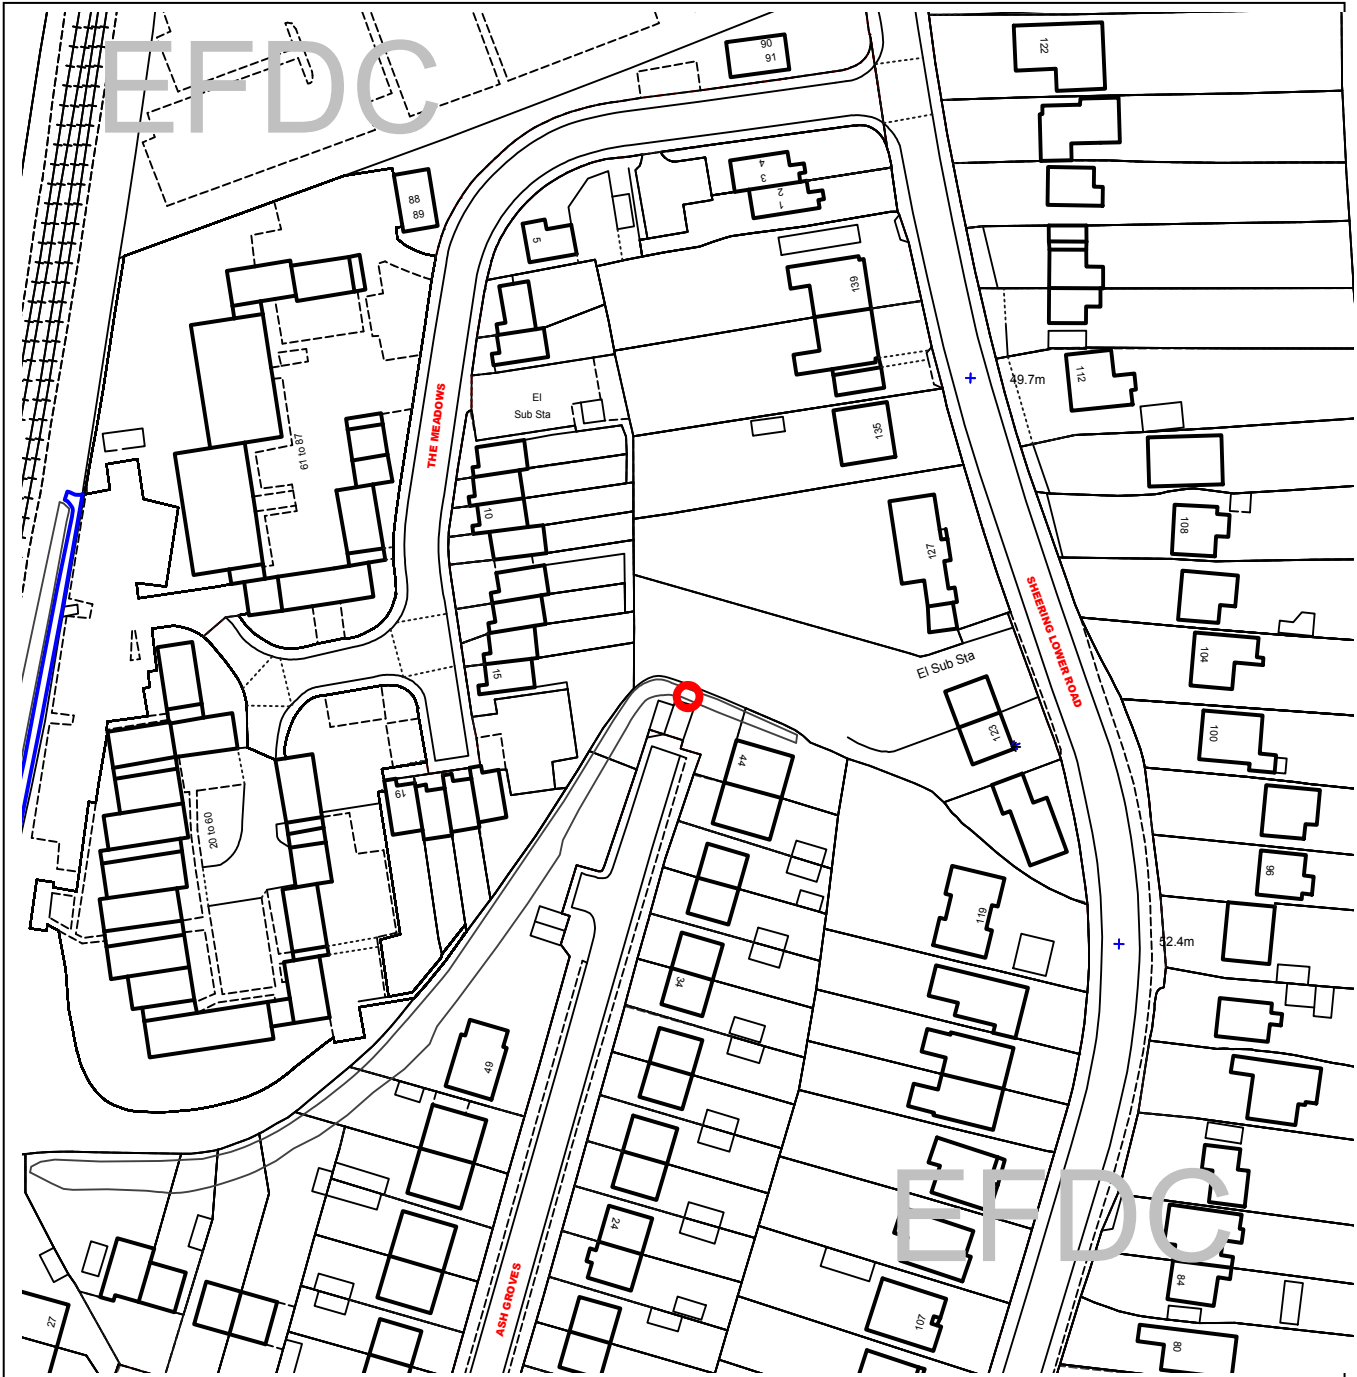 EFDC
90
91
122
4
3
2
1
88
89
5
139
49.7m
112
El
Sub Sta
THE MEADOWS
61 to 87
135
10
108
127
SHEERING LOWER ROAD
104
El Sub Sta
15
100
123
44
19
20 to 60
96
119
52.4m
34
49
EFDC
24
84
ASH GROVES
107
27
80